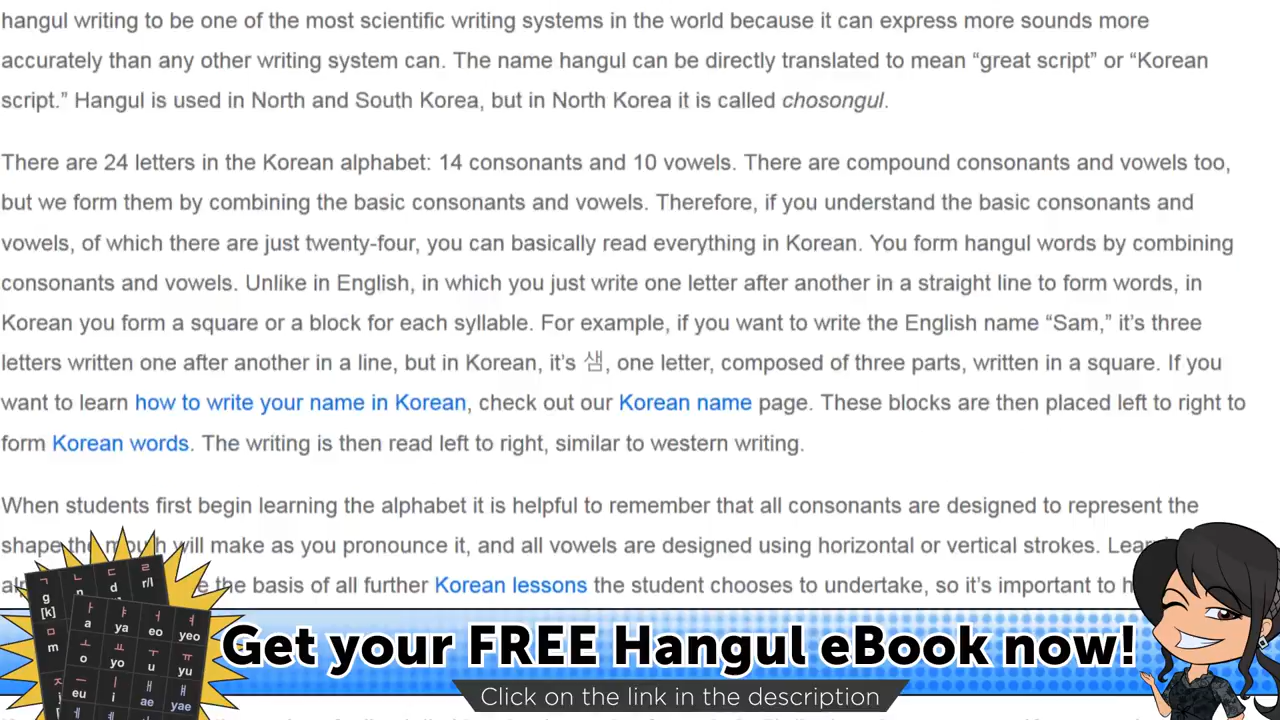 hangul writing to be one of the most scientific writing systems in the world because it can express more sounds more
accurately than any other writing system can. The name hangul can be directly translated to mean “great script” or “Korean
script.” Hangul is used in North and South Korea, but in North Korea it is called chosongul.
There are 24 letters in the Korean alphabet: 14 consonants and 10 vowels. There are compound consonants and vowels too,
but we form them by combining the basic consonants and vowels. Therefore, if you understand the basic consonants and
vowels, of which there are just twenty-four, you can basically read everything in Korean. You form hangul words by combining
consonants and vowels. Unlike in English, in which you just write one letter after another in a straight line to form words, in
Korean you form a square or a block for each syllable. For example, if you want to write the English name “Sam,” it’s three
letters written one after another in a line, but in Korean, it’s 샘, one letter, composed of three parts, written in a square. If you
want to learn how to write your name in Korean, check out our Korean name page. These blocks are then placed left to right to
form Korean words. The writing is then read left to right, similar to western writing.
When students first begin learning the alphabet it is helpful to remember that all consonants are designed to represent the
shape the mouth will make as you pronounce it, and all vowels are designed using horizontal or vertical strokes.
the basis of all further Korean lessons the student chooses to undertake, so it’s important to
ㄱ ㄴ ㄷ ㄹ
g n d r/l
[k]
ㅁ
m
ㅏ ㅑ ㅓ ㅕ
a ya eo yeo
ㅗ ㅛ ㅜ ㅠ
o yo u yu
ㅡ ㅣ ㅐ ㅒ
eu i ae yae
Get your FREE Hangul eBook now!
Click on the link in the description